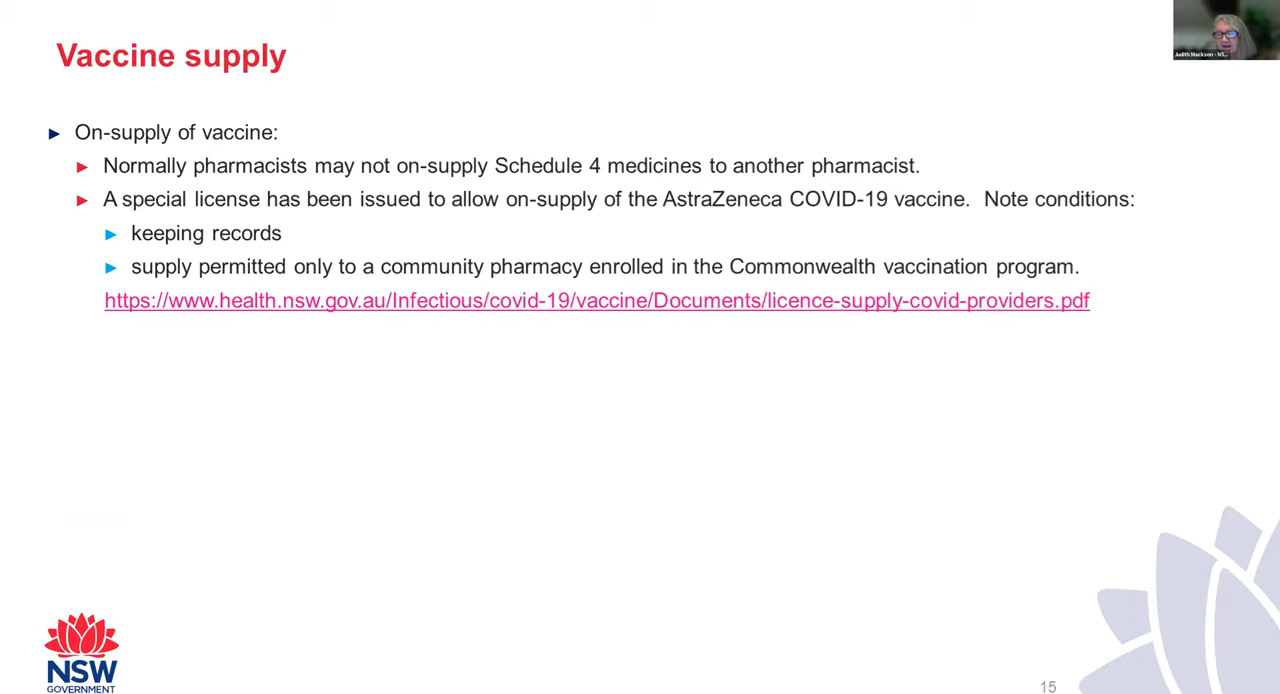 Vaccine supply
Judith Mackson - NS...
On-supply of vaccine:
Normally pharmacists may not on-supply Schedule 4 medicines to another pharmacist.
A special license has been issued to allow on-supply of the AstraZeneca COVID-19 vaccine.  Note conditions:
keeping records
supply permitted only to a community pharmacy enrolled in the Commonwealth vaccination program.
https://www.health.nsw.gov.au/Infectious/covid-19/vaccine/Documents/licence-supply-covid-providers.pdf
NSW
GOVERNMENT
15